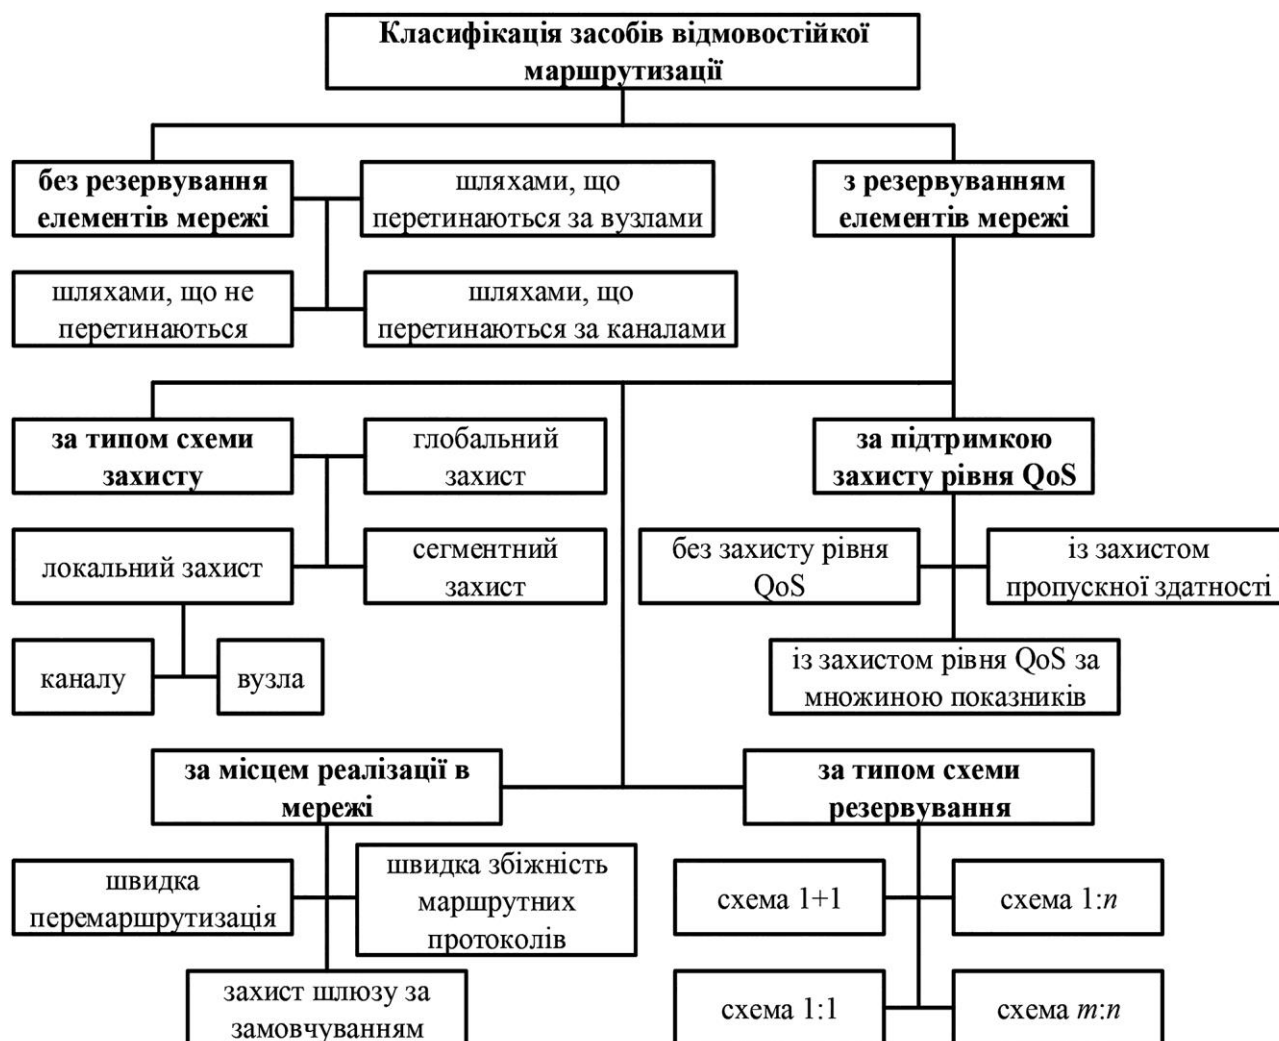 Класифікація засобів відмовостійкої
маршрутизації
без резервування
елементів мережі
шляхами, що
перетинаються за вузлами
з резервуванням
елементів мережі
шляхами, що не
перетинаються
шляхами, що
перетинаються за каналами
за типом схеми
захисту
глобальний
захист
за підтримкою
захисту рівня QoS
локальний захист
сегментний
захист
без захисту рівня
QoS
із захистом
пропускної здатності
каналу
вузла
із захистом рівня QoS за
множиною показників
за місцем реалізації в
мережі
за типом схеми
резервування
швидка
перемаршрутизація
швидка збіжність
маршрутних
протоколів
схема 1+1
схема 1:n
захист шлюзу за
замовчуванням
схема 1:1
схема m:n